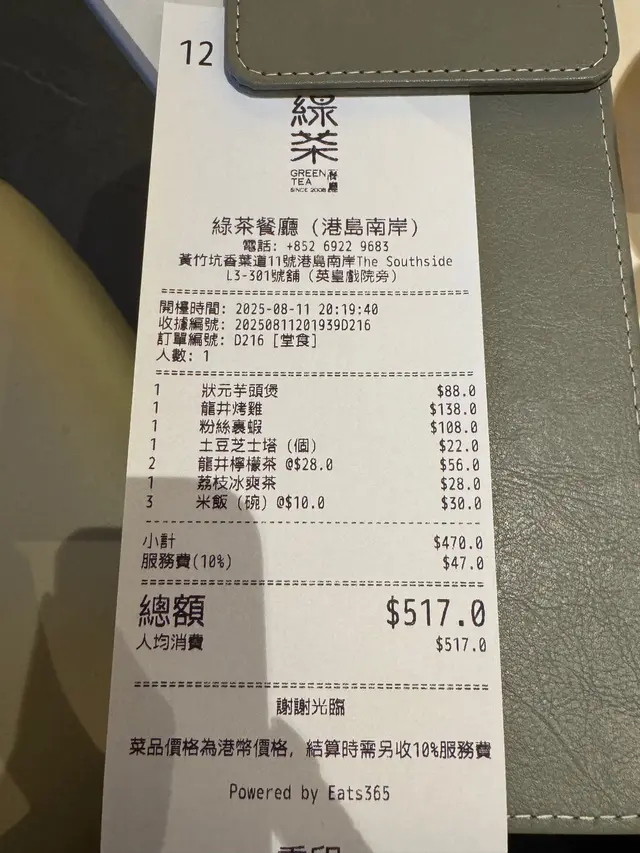 12
綠茶
GREEN TEA 餐廳
SINCE 2008
綠茶餐廳 (港島南岸)
電話: +852 6922 9683
黃竹坑香葉道11號港島南岸The Southside
L3-301號舖 (英皇戲院旁)
開檯時間: 2025-08-11 20:19:40
收據編號: 20250811201939D216
訂單編號: D216 [堂食]
人數: 1
1 狀元芋頭煲 $88.0
1 龍井烤雞 $138.0
1 粉絲裹蝦 $108.0
1 土豆芝士塔 (個) $22.0
2 龍井檸檬茶 @$28.0 $56.0
1 荔枝冰爽茶 $28.0
3 米飯 (碗) @$10.0 $30.0
小計 $470.0
服務費(10%) $47.0
總額 $517.0
人均消費 $517.0
謝謝光臨
菜品價格為港幣價格, 結算時需另收10%服務費
Powered by Eats365